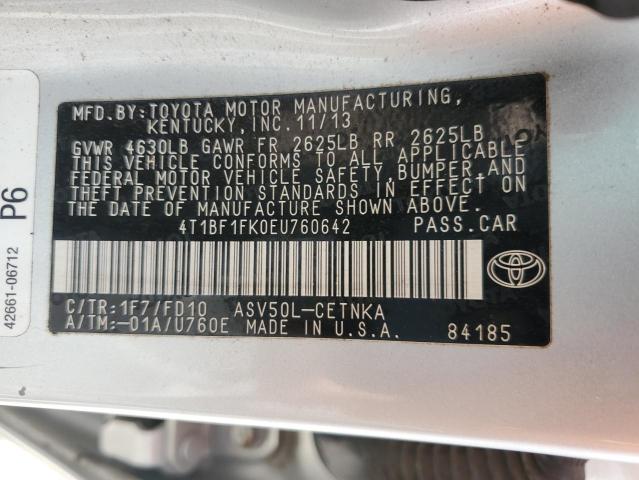 MFD.BY:TOYOTA MOTOR MANUFACTURING,
KENTUCKY,INC.11/13
GVWR 4630LB GAWR FR 2625LB RR 2625LB
THIS VEHICLE CONFORMS TO ALL APPLICABLE
FEDERAL MOTOR VEHICLE SAFETY,BUMPER,AND
THEFT PREVENTION STANDARDS IN EFFECT ON
THE DATE OF MANUFACTURE SHOWN ABOVE.
4T1BF1FK0EU760642 PASS.CAR
C/TR:1F7/FD10 ASV50L-CETNKA
A/TM:-01A/U760E MADE IN U.S.A. 84185
42661-06712 P6